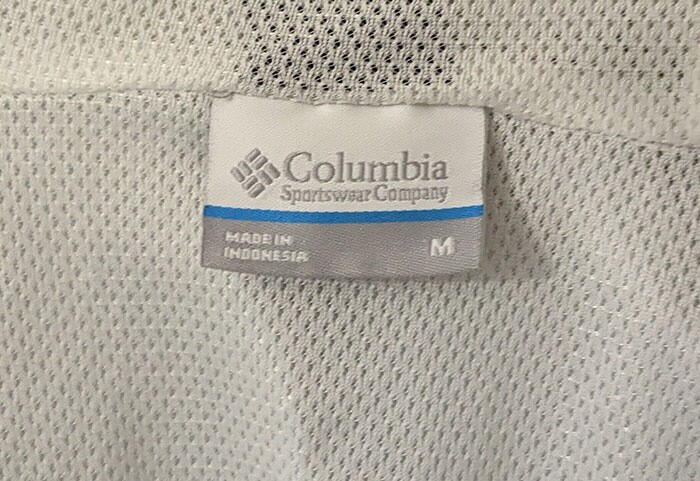 Columbia
Sportswear Company
MADE IN
INDONESIA
M